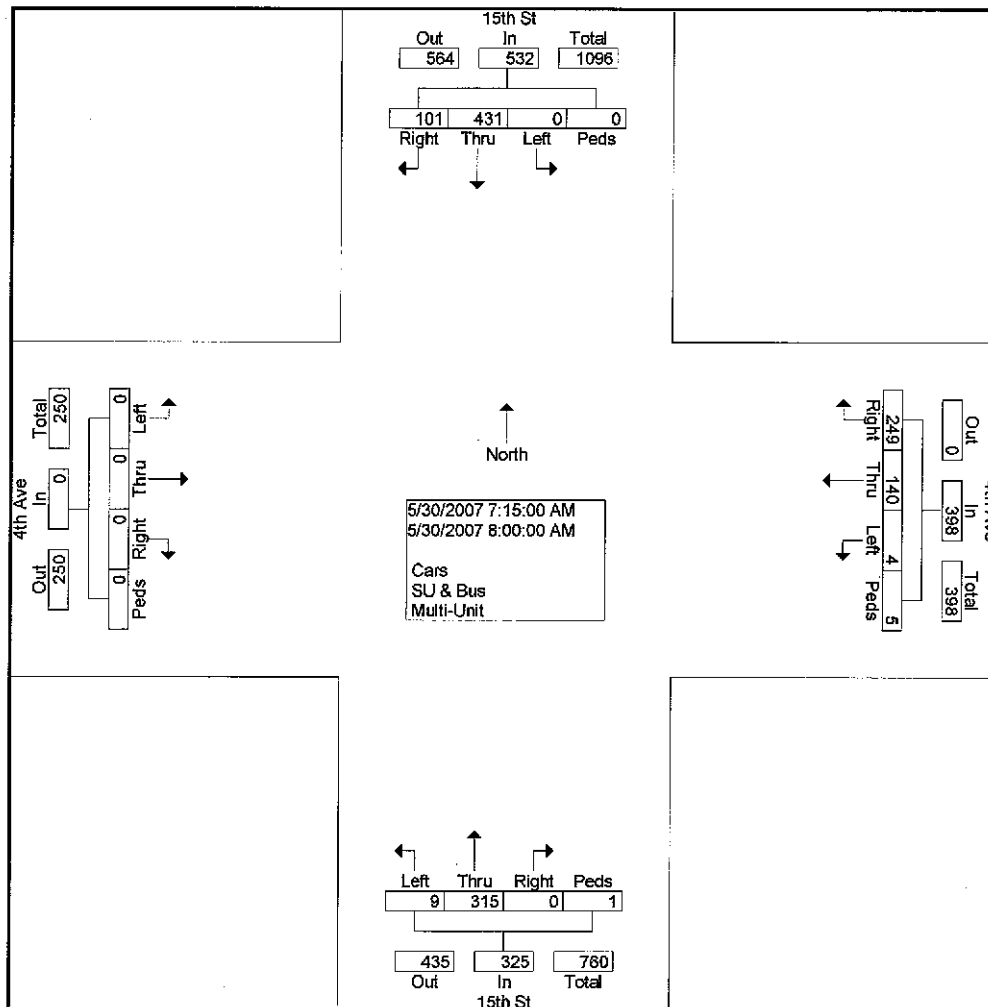 15th St
Out In Total
564 532 1096
101 431 0 0
Right Thru Left Peds
4th Ave
Total In Out
250 0 250
0 0 0 0
Left Thru Right Peds
North
5/30/2007 7:15:00 AM
5/30/2007 8:00:00 AM
Cars
SU & Bus
Multi-Unit
Right Thru Left Peds
249 140 4 5
Out In Total
0 398 398
Left Thru Right Peds
9 315 0 1
435 325 760
Out In Total
15th St